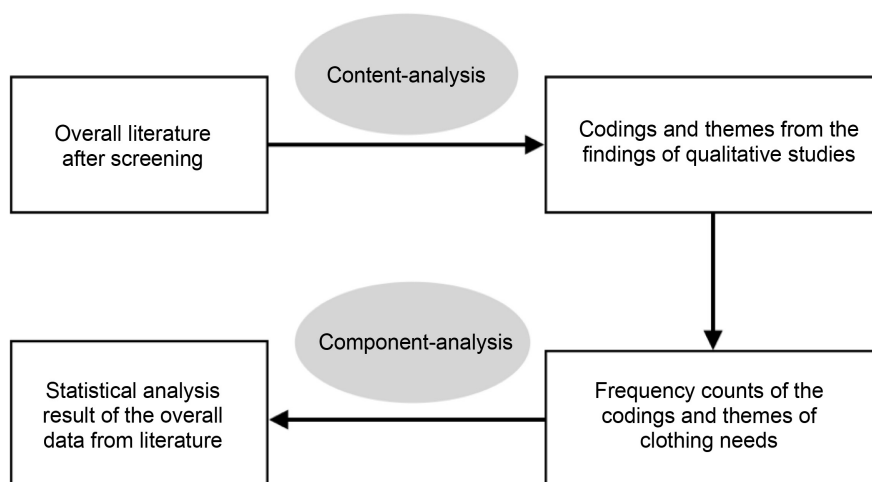 Content-analysis
Overall literature
after screening
Codings and themes from the
findings of qualitative studies
Component-analysis
Frequency counts of the
codings and themes of
clothing needs
Statistical analysis
result of the overall
data from literature